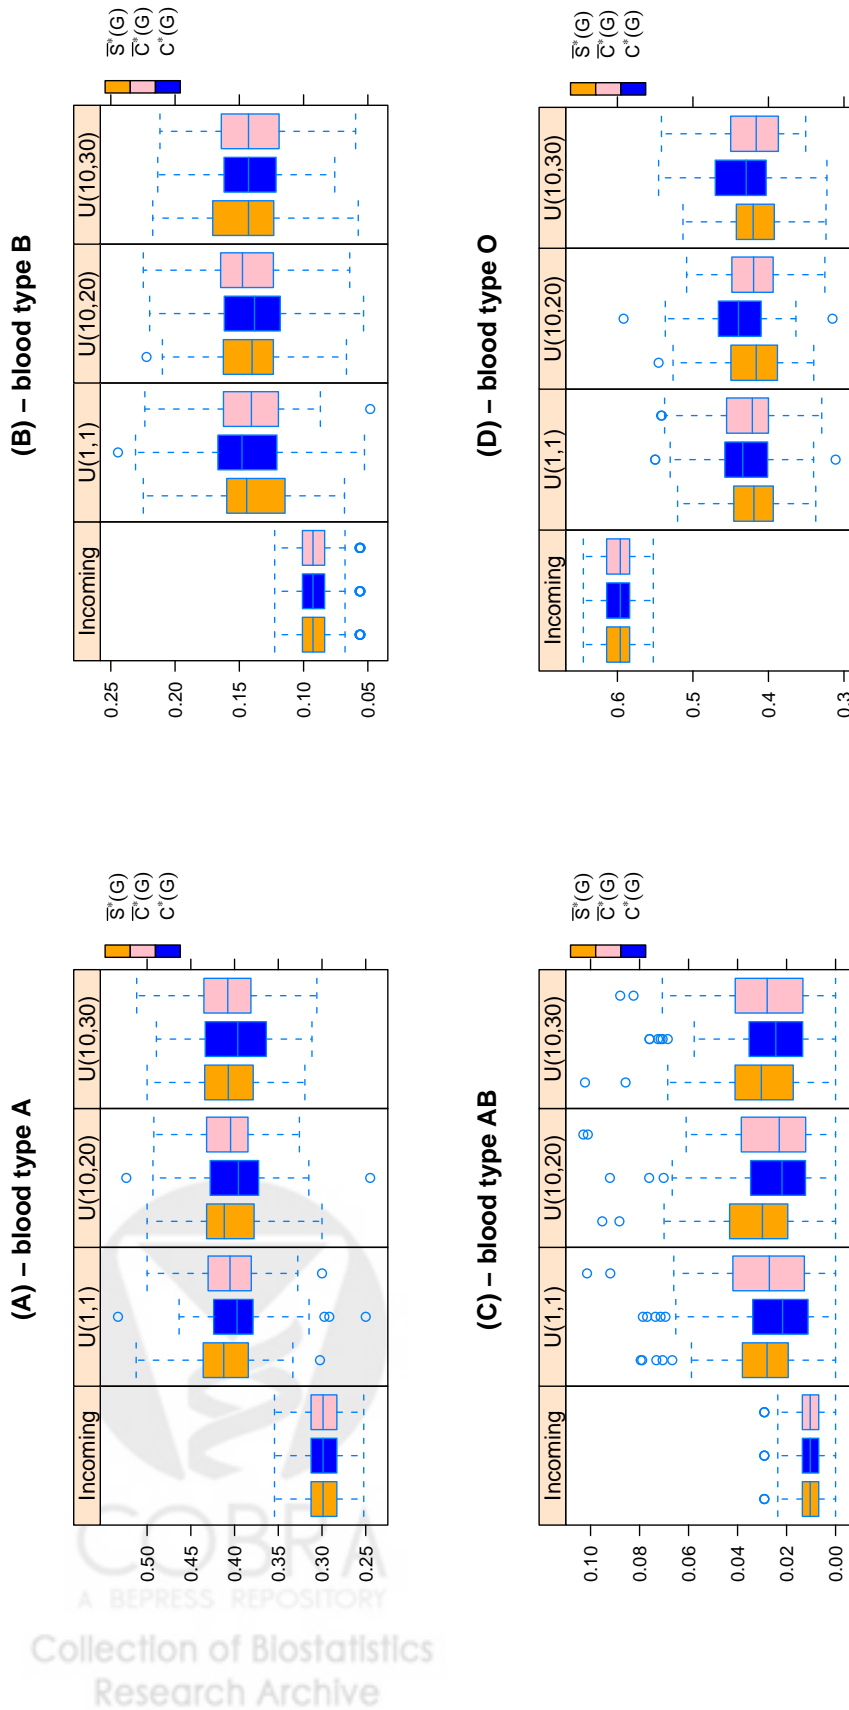 (A) – blood type A
Incoming
U(1,1)
U(10,20)
U(10,30)
0.50
0.45
0.40
0.35
0.30
0.25
S̅*(G)
C̅*(G)
C*(G)
(B) – blood type B
Incoming
U(1,1)
U(10,20)
U(10,30)
0.25
0.20
0.15
0.10
0.05
S̅*(G)
C̅*(G)
C*(G)
(C) – blood type AB
Incoming
U(1,1)
U(10,20)
U(10,30)
0.10
0.08
0.06
0.04
0.02
0.00
S̅*(G)
C̅*(G)
C*(G)
(D) – blood type O
Incoming
U(1,1)
U(10,20)
U(10,30)
0.6
0.5
0.4
0.3
S̅*(G)
C̅*(G)
C*(G)
COBRA
A BEPRESS REPOSITORY
Collection of Biostatistics
Research Archive